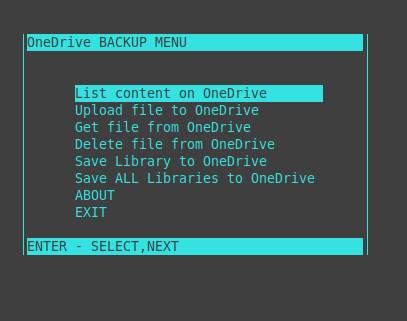 OneDrive BACKUP MENU
List content on OneDrive
Upload file to OneDrive
Get file from OneDrive
Delete file from OneDrive
Save Library to OneDrive
Save ALL Libraries to OneDrive
ABOUT
EXIT
ENTER - SELECT,NEXT